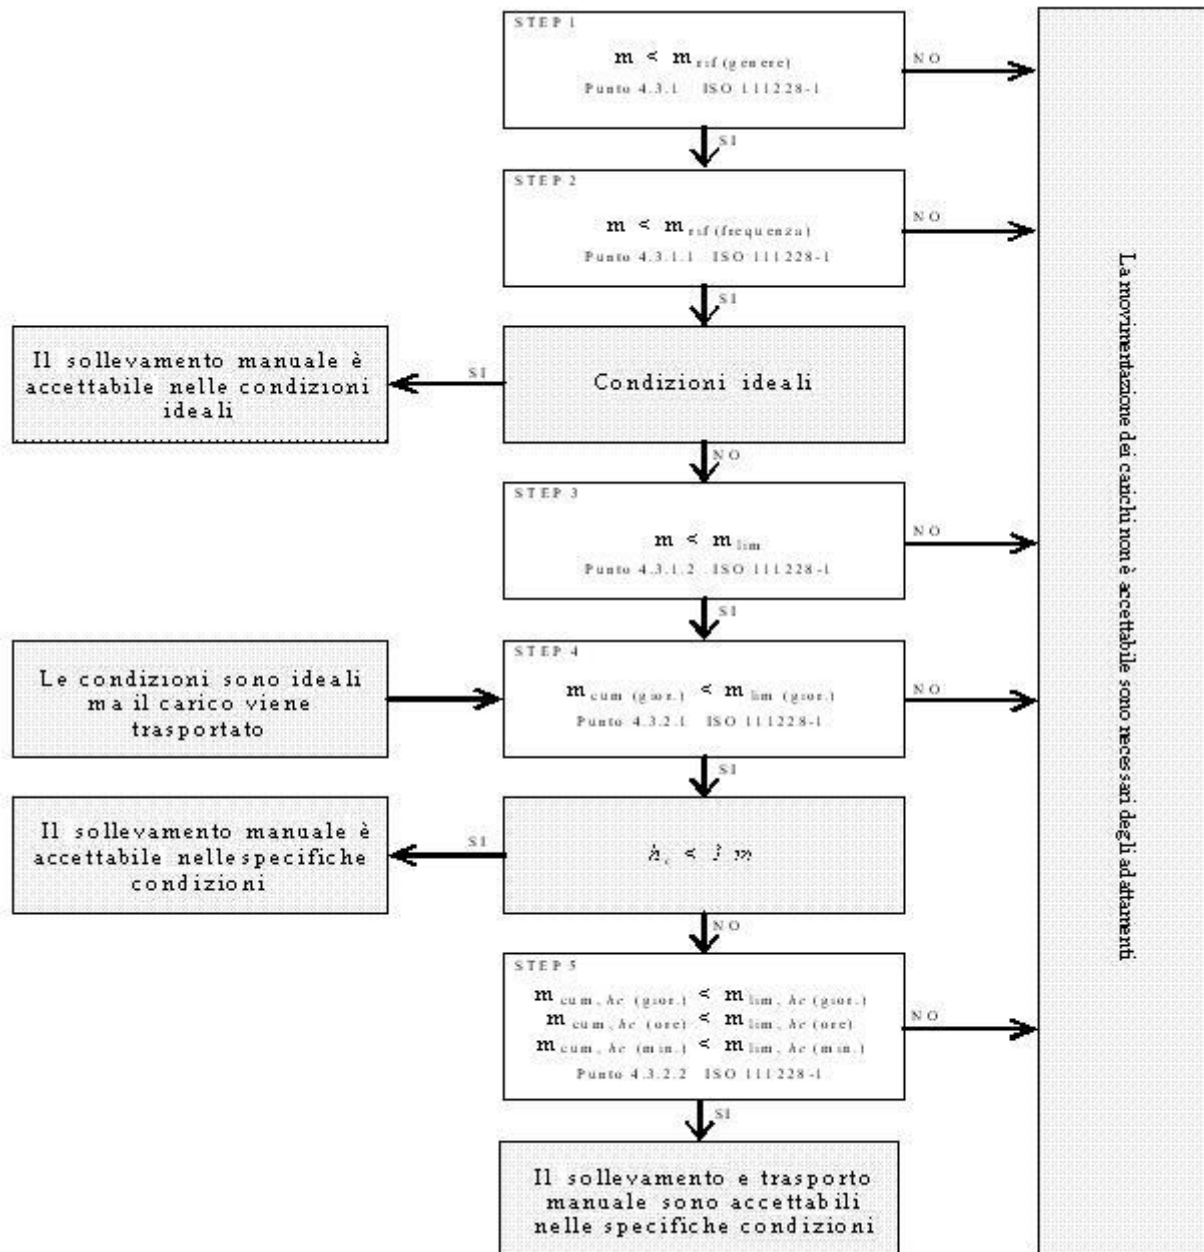 STEP 1
m < m rif (genere)
Punto 4.3.1 ISO 111228-1
NO
SI
STEP 2
m < m rif (frequenza)
Punto 4.3.1.1 ISO 111228-1
NO
SI
Il sollevamento manuale è
accettabile nelle condizioni
ideali
SI
Condizioni ideali
NO
STEP 3
m < m lim
Punto 4.3.1.2 ISO 111228-1
NO
SI
Le condizioni sono ideali
ma il carico viene
trasportato
STEP 4
m cum (gior.) < m lim (gior.)
Punto 4.3.2.1 ISO 111228-1
NO
SI
Il sollevamento manuale è
accettabile nelle specifiche
condizioni
SI
h c < 3 m
NO
STEP 5
m cum, hc (gior.) < m lim, hc (gior.)
m cum, hc (ore) < m lim, hc (ore)
m cum, hc (min.) < m lim, hc (min.)
Punto 4.3.2.2 ISO 111228-1
NO
SI
Il sollevamento e trasporto
manuale sono accettabili
nelle specifiche condizioni
La movimentazione dei carichi non è accettabile sono necessari degli adattamenti